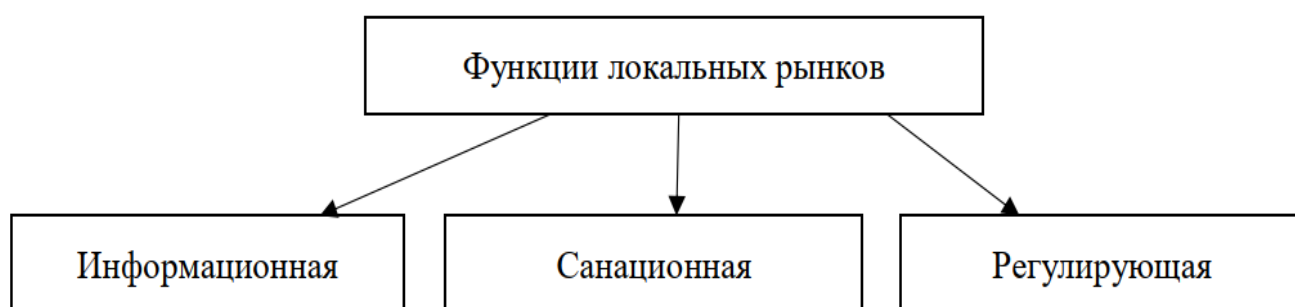 Функции локальных рынков
Информационная
Санационная
Регулирующая